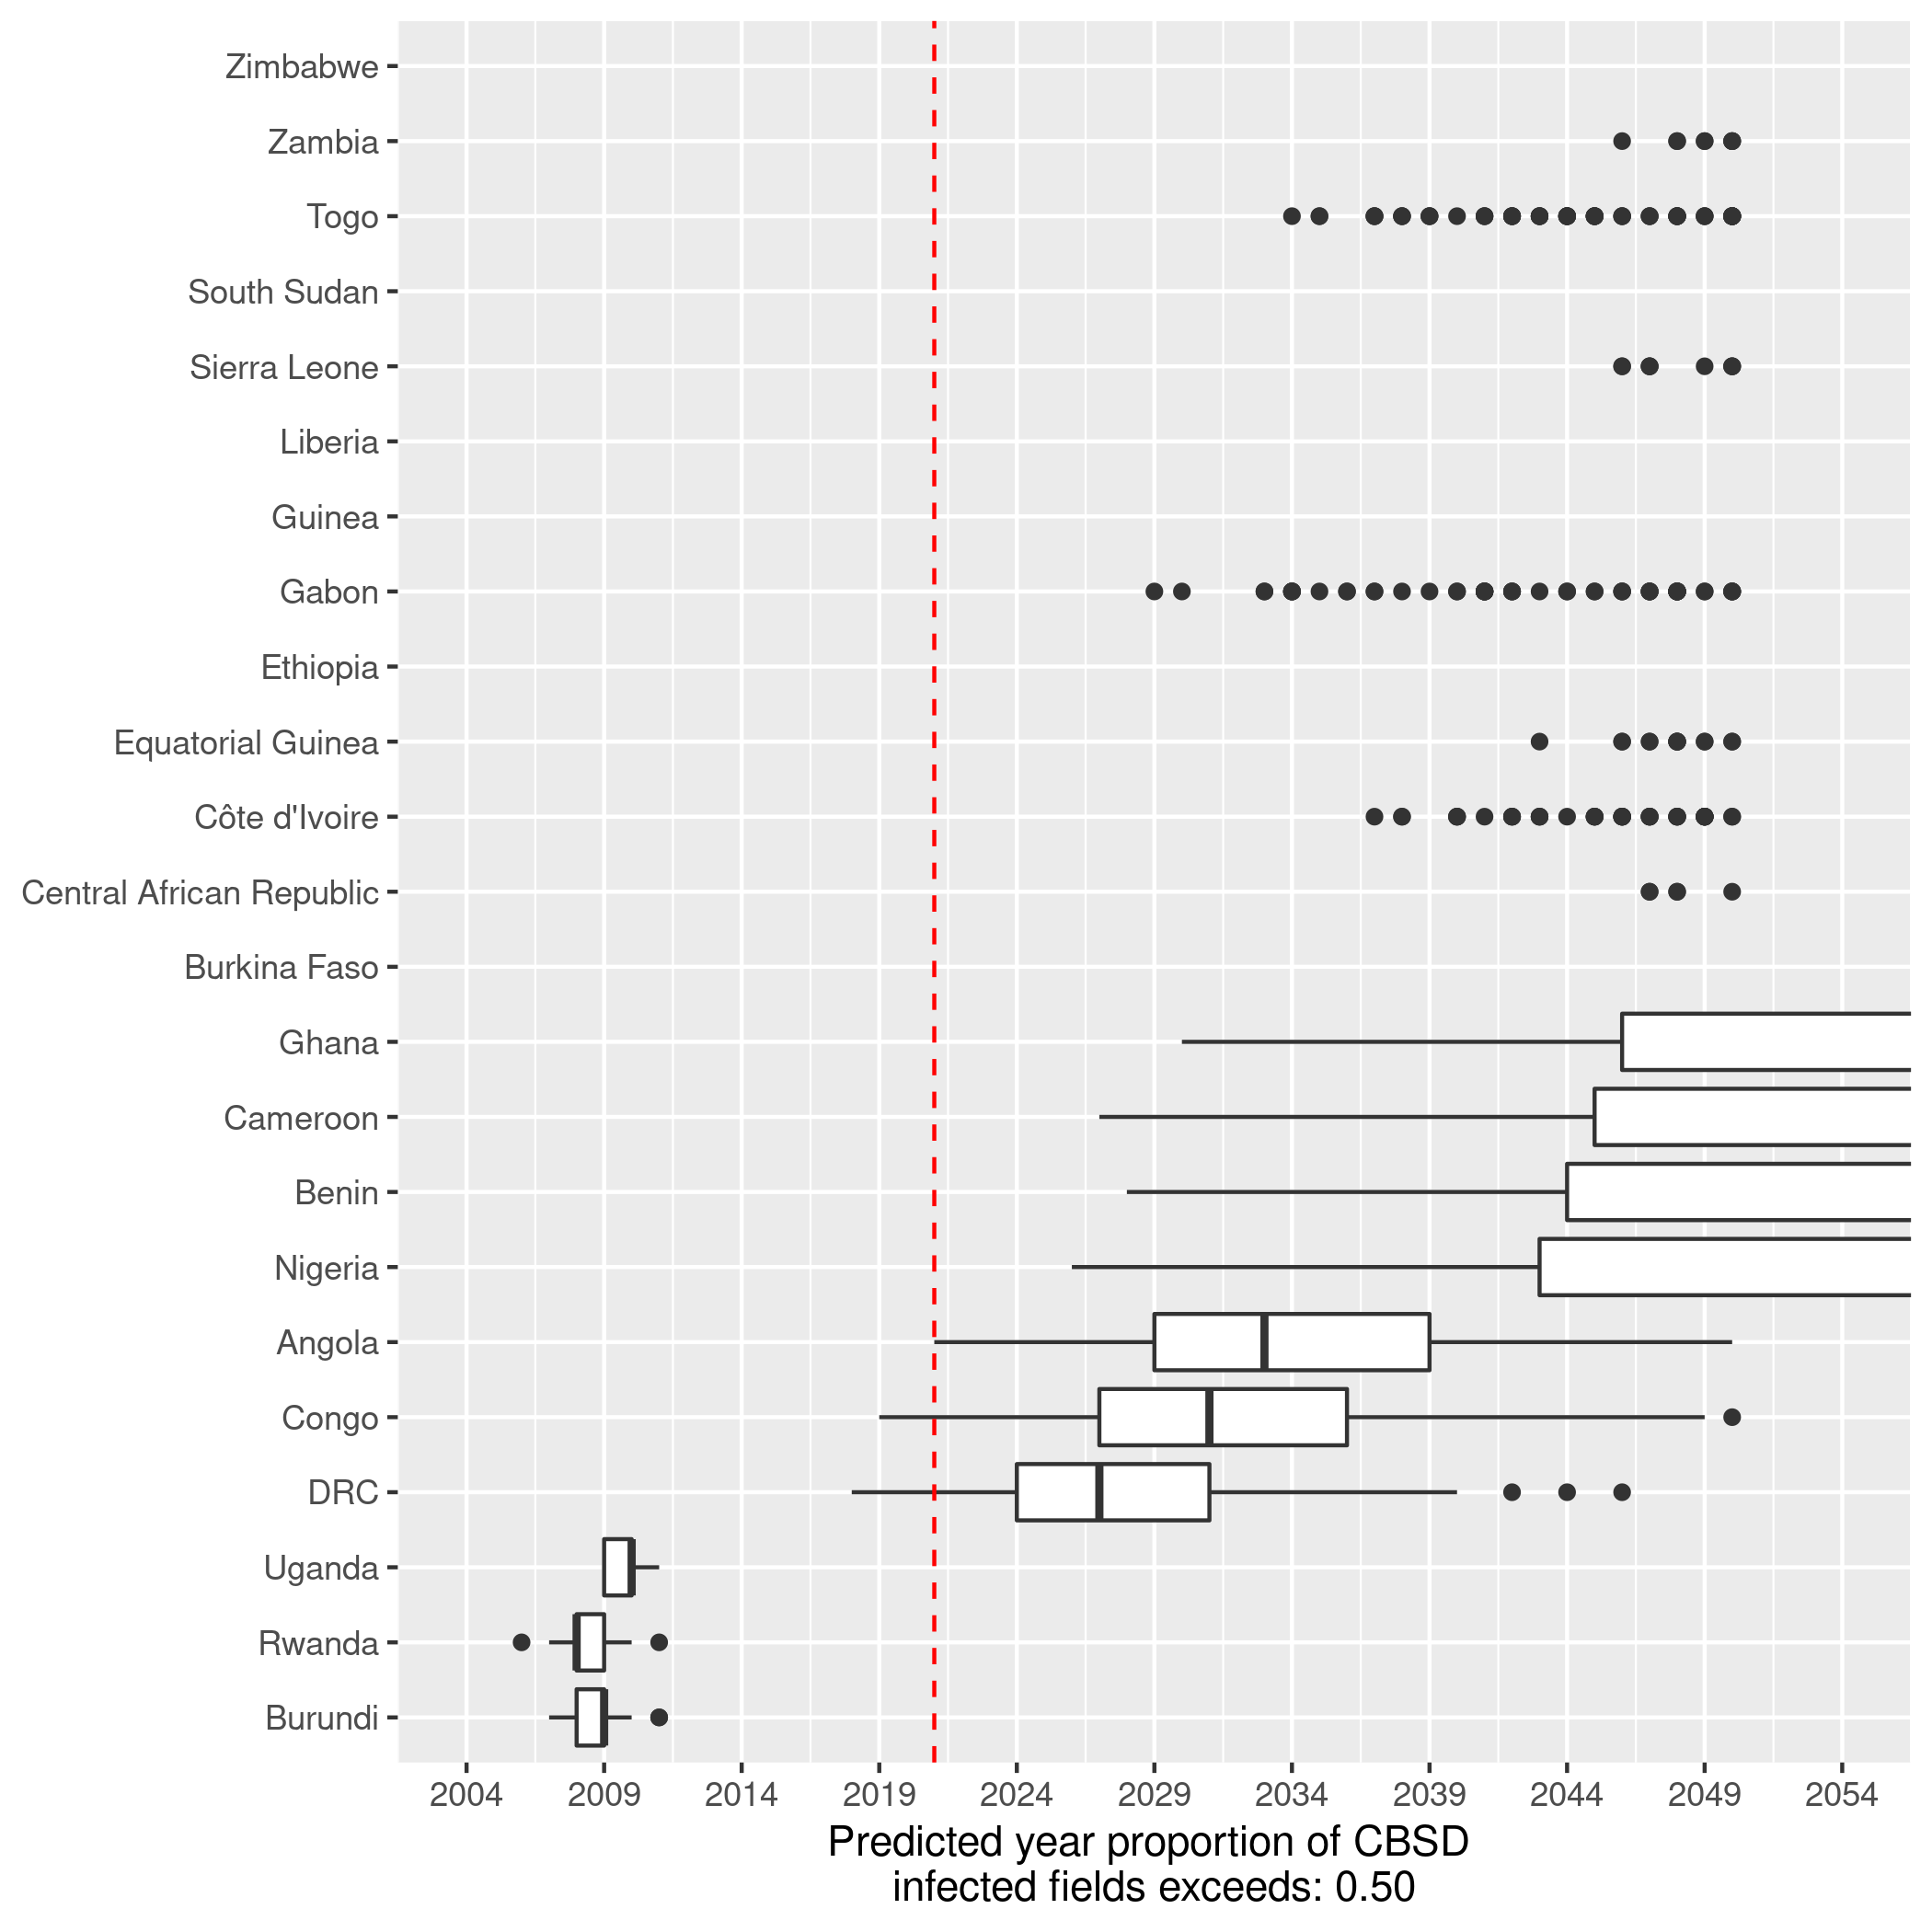 Zimbabwe
Zambia
Togo
South Sudan
Sierra Leone
Liberia
Guinea
Gabon
Ethiopia
Equatorial Guinea
Côte d'Ivoire
Central African Republic
Burkina Faso
Ghana
Cameroon
Benin
Nigeria
Angola
Congo
DRC
Uganda
Rwanda
Burundi
2004 2009 2014 2019 2024 2029 2034 2039 2044 2049 2054
Predicted year proportion of CBSD
infected fields exceeds: 0.50